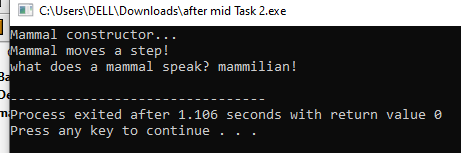 C:\Users\DELL\Downloads\after mid Task 2.exe
Mammal constructor...
Mammal moves a step!
what does a mammal speak? mammilian!
--------------------------------
Process exited after 1.106 seconds with return value 0
Press any key to continue . . .